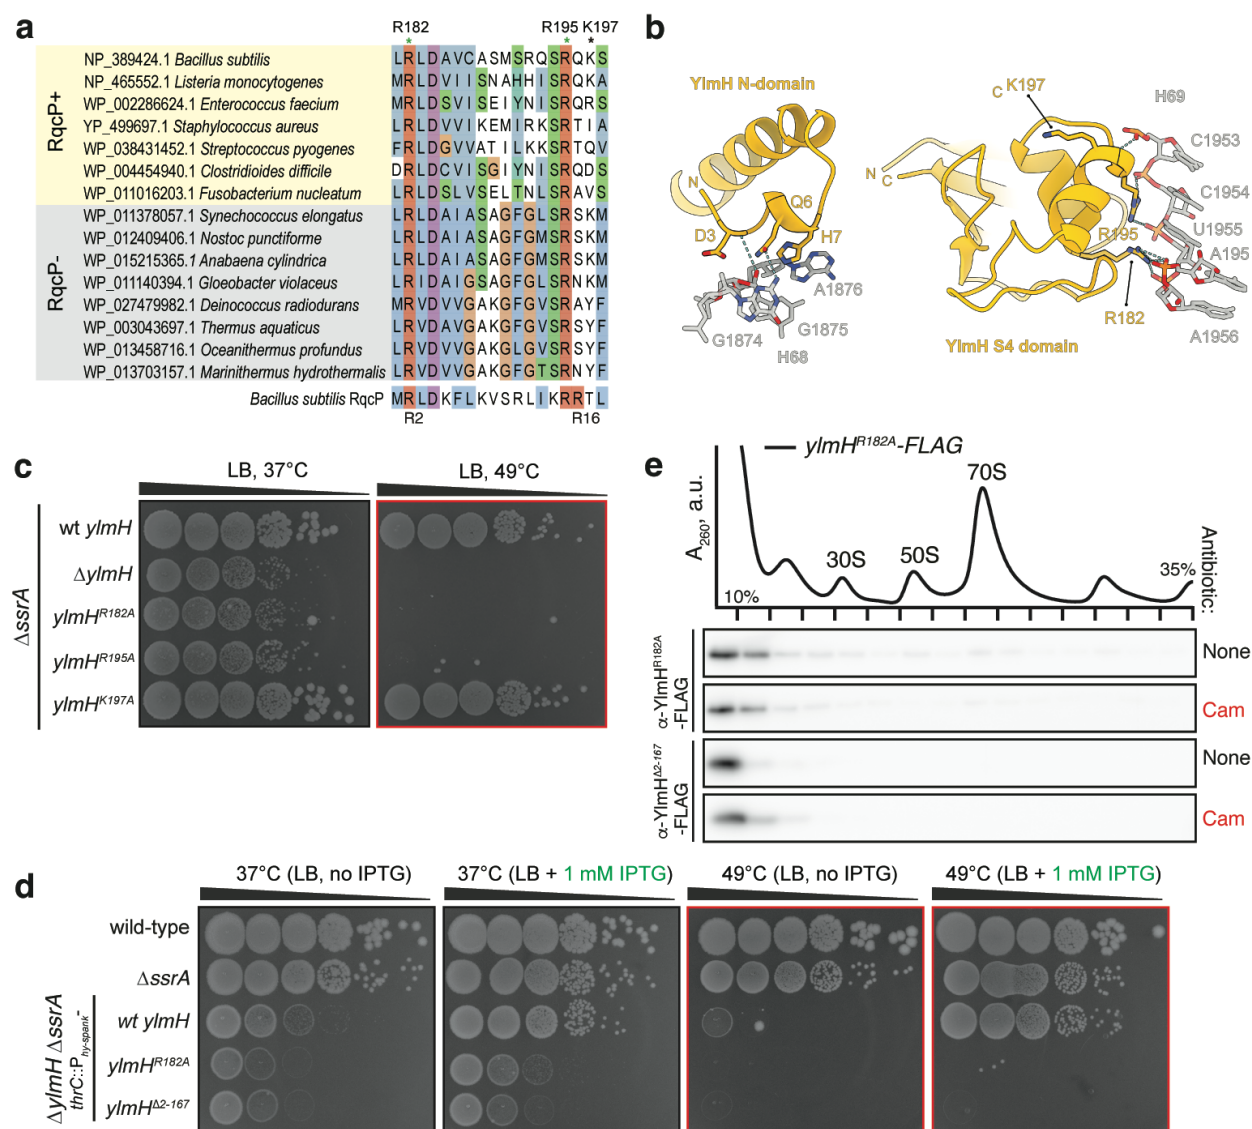 a
R182 R195 K197
* * *
RqcP+
NP_389424.1 Bacillus subtilis LRLDAVCASMSRQSRQKS
NP_465552.1 Listeria monocytogenes MRLDVIISNAHHISRQKA
WP_002286624.1 Enterococcus faecium MRLDSVISEIYNISRQRS
YP_499697.1 Staphylococcus aureus LRLDVVIKEMIRKSRTIA
WP_038431452.1 Streptococcus pyogenes FRLDGVVATILKKSRTQV
WP_004454940.1 Clostridioides difficile DRLDCVISGIYNISRQDS
WP_011016203.1 Fusobacterium nucleatum LRLDSLVSELTNLSRAVS
RqcP-
WP_011378057.1 Synechococcus elongatus LRLDAIASAGFGLSRSKM
WP_012409406.1 Nostoc punctiforme LRLDAIASAGFGMSRSKM
WP_015215365.1 Anabaena cylindrica LRLDAIASAGFGMSRSKM
WP_011140394.1 Gloeobacter violaceus LRIDAIGSAGFGLSRNKM
WP_027479982.1 Deinococcus radiodurans MRVDVVGAKGFGVSRAYF
WP_003043697.1 Thermus aquaticus LRVDAVGAKGFGVSRSYF
WP_013458716.1 Oceanithermus profundus LRVDVVGAKGLGVSRSYF
WP_013703157.1 Marinithermus hydrothermalis LRVDVVGAKGFGTSRNYF
Bacillus subtilis RqcP MRLDKFLKVSRLIKRRTL
R2 R16
b
YlmH N-domain
N
D3
Q6
H7
A1876
G1875
G1874
H68
C K197
H69
C1953
C1954
U1955
A195
A1956
R195
R182
N
C
YlmH S4 domain
c
LB, 37°C LB, 49°C
ΔssrA
wt ylmH
ΔylmH
ylmHR182A
ylmHR195A
ylmHK197A
e
ylmHR182A-FLAG
A260, a.u.
30S
50S
70S
10%
35%
Antibiotic:
α-YlmHR182A
-FLAG
None
Cam
α-YlmHΔ2-167
-FLAG
None
Cam
d
37°C (LB, no IPTG) 37°C (LB + 1 mM IPTG) 49°C (LB, no IPTG) 49°C (LB + 1 mM IPTG)
wild-type
ΔssrA
ΔylmH ΔssrA
thrC::Phy-spank-
wt ylmH
ylmHR182A
ylmHΔ2-167